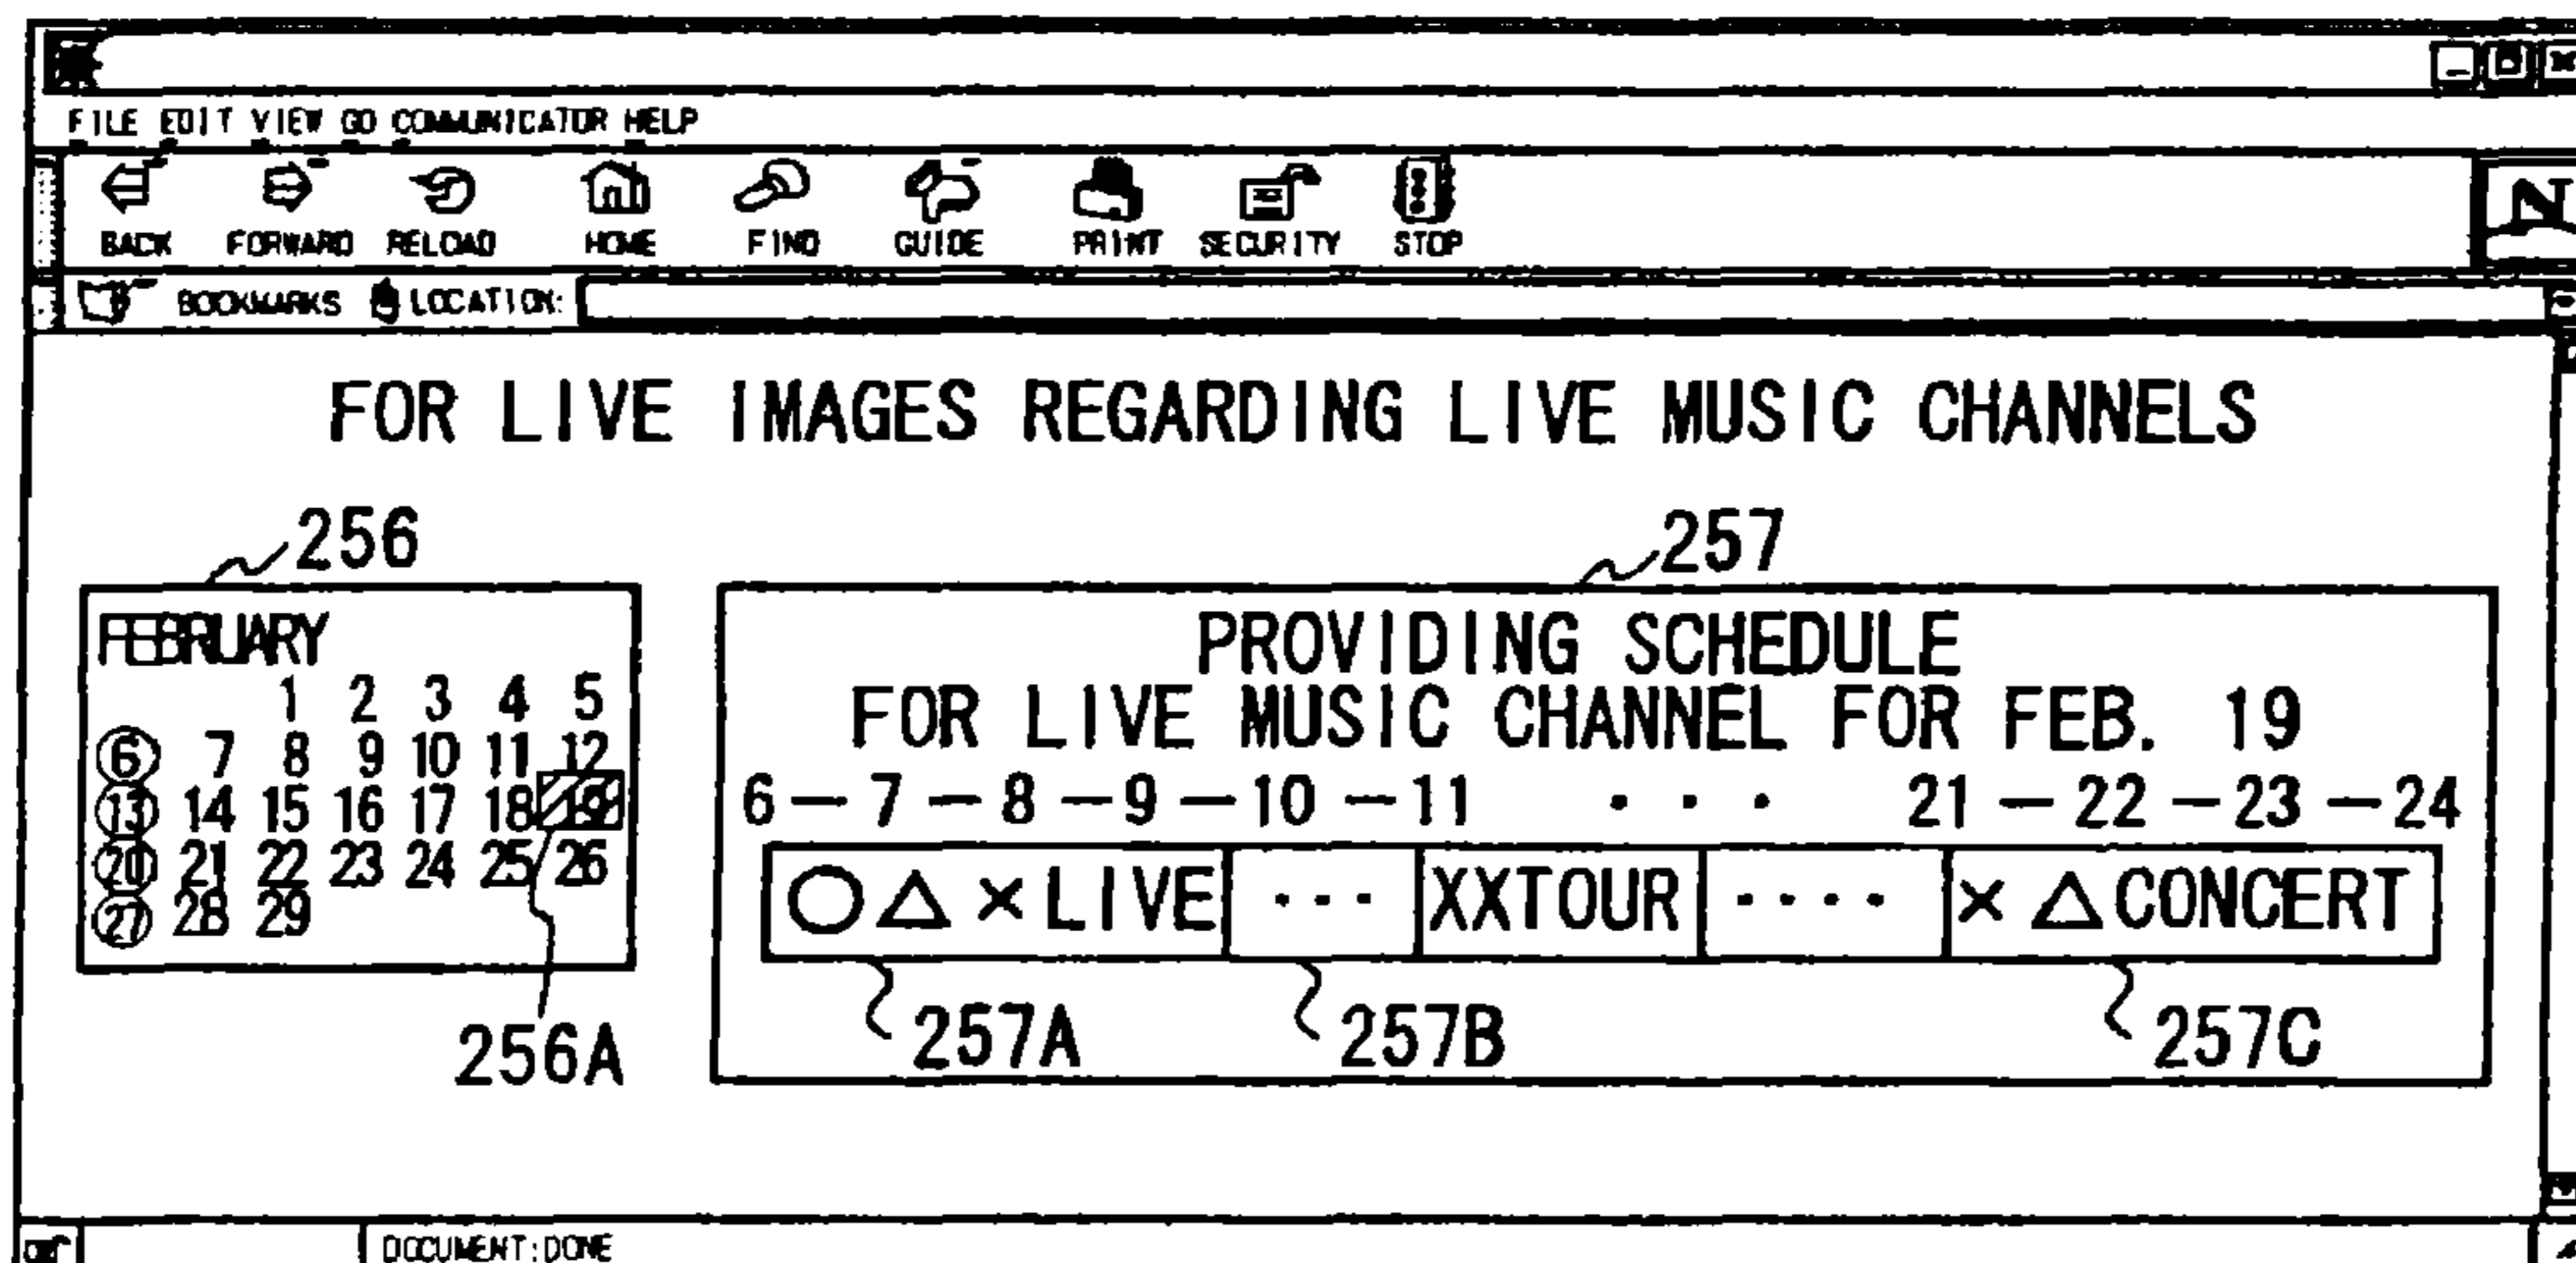 FILE EDIT VIEW GO COMMUNICATOR HELP
BACK FORWARD RELOAD HOME FIND GUIDE PRINT SECURITY STOP
N
BOOKMARKS LOCATION:
FOR LIVE IMAGES REGARDING LIVE MUSIC CHANNELS
256
FEBRUARY
1 2 3 4 5
6 7 8 9 10 11 12
13 14 15 16 17 18 19
20 21 22 23 24 25 26
27 28 29
256A
257
PROVIDING SCHEDULE
FOR LIVE MUSIC CHANNEL FOR FEB. 19
6 — 7 — 8 — 9 — 10 — 11 · · · 21 — 22 — 23 — 24
○△×LIVE ··· XXTOUR ···· ×△CONCERT
257A 257B 257C
DOCUMENT:DONE